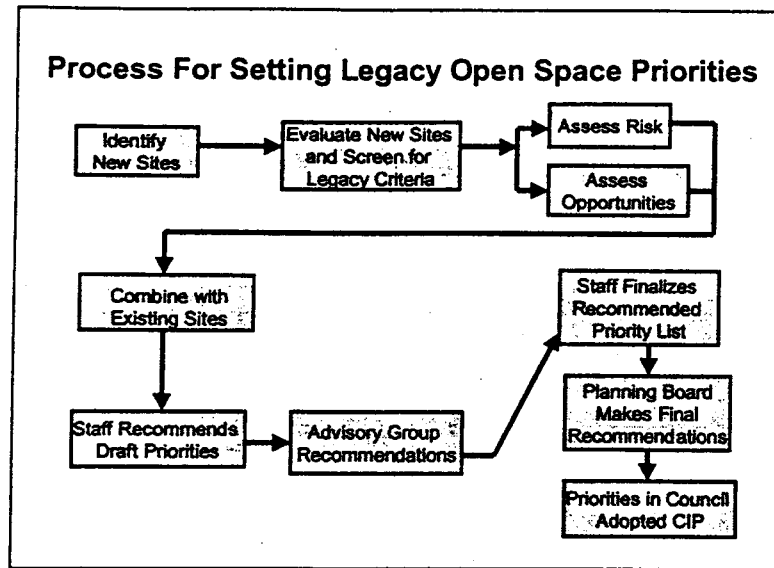 Process For Setting Legacy Open Space Priorities
Identify
New Sites
Evaluate New Sites
and Screen for
Legacy Criteria
Assess Risk
Assess
Opportunities
Combine with
Existing Sites
Staff Recommends
Draft Priorities
Advisory Group
Recommendations
Staff Finalizes
Recommended
Priority List
Planning Board
Makes Final
Recommendations
Priorities in Council
Adopted CIP